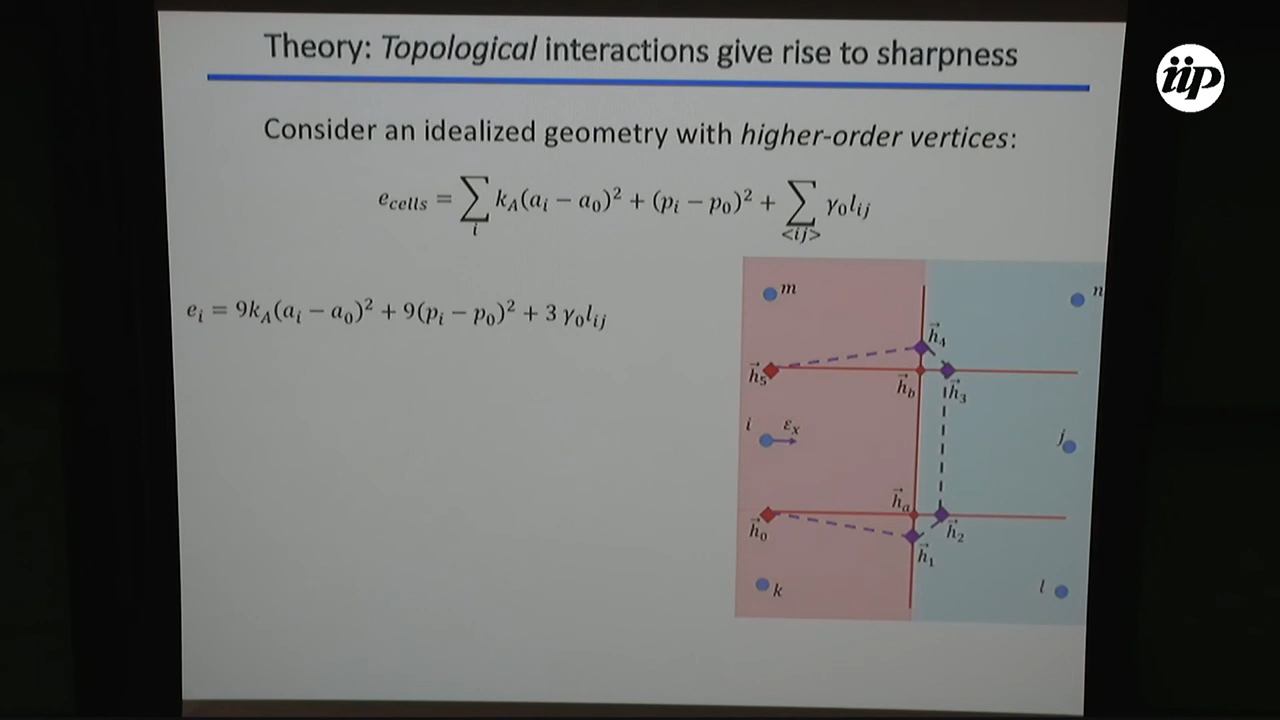 Theory: Topological interactions give rise to sharpness
iip
Consider an idealized geometry with higher-order vertices:
e_cells = ∑_i k_A(a_i − a_0)² + (p_i − p_0)² + ∑_<ij> γ_0 l_ij
e_i = 9k_A(a_i − a_0)² + 9(p_i − p_0)² + 3 γ_0 l_ij
m
n
h⃗_4
h⃗_5
h⃗_b
h⃗_3
i
ε_x
j
h⃗_a
h⃗_0
h⃗_2
h⃗_1
k
l